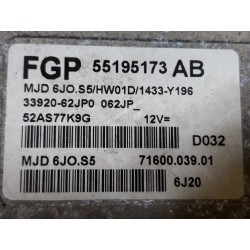 FGP 55195173 AB
MJD 6JO.S5/HW01D/1433-Y196
33920-62JP0 062JP_
52AS77K9G 12V=
D032
MJD 6JO.S5 71600.039.01
6J20